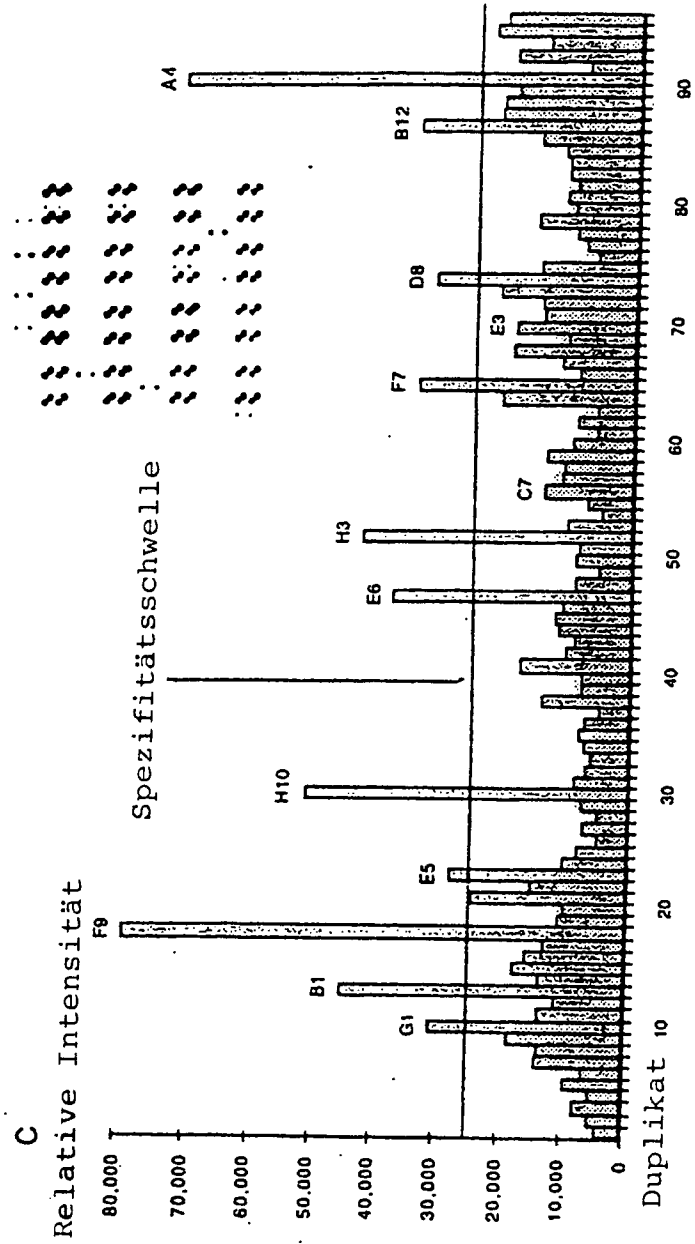 C
Relative Intensität
80,000
70,000
60,000
50,000
40,000
30,000
20,000
10,000
0
Spezifitätsschwelle
G1
B1
F9
E5
H10
E6
H3
C7
F7
E3
D8
B12
A4
Duplikat 10 20 30 40 50 60 70 80 90